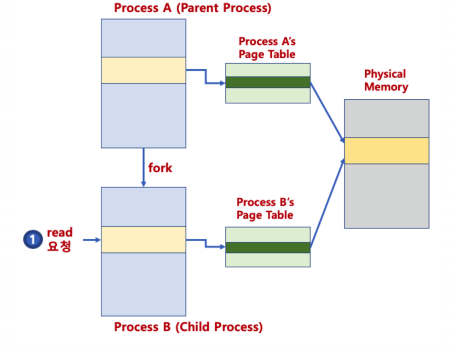 Process A (Parent Process)
Process A's
Page Table
Physical
Memory
fork
Process B's
Page Table
1 read
요청
Process B (Child Process)